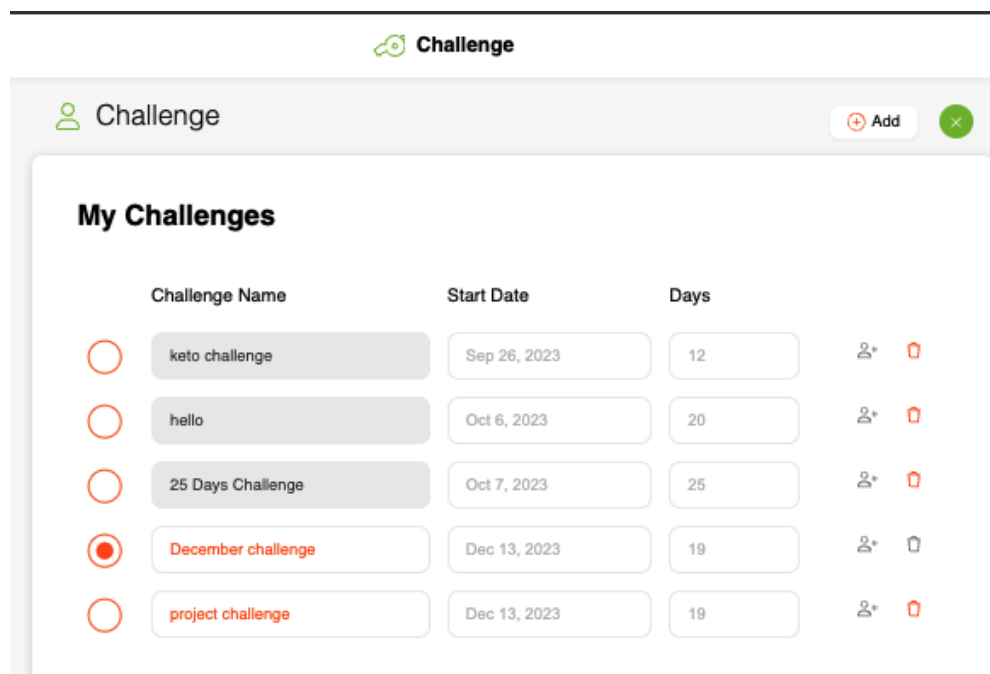 Challenge
Challenge
Add
My Challenges
Challenge Name Start Date Days
keto challenge Sep 26, 2023 12
hello Oct 6, 2023 20
25 Days Challenge Oct 7, 2023 25
December challenge Dec 13, 2023 19
project challenge Dec 13, 2023 19